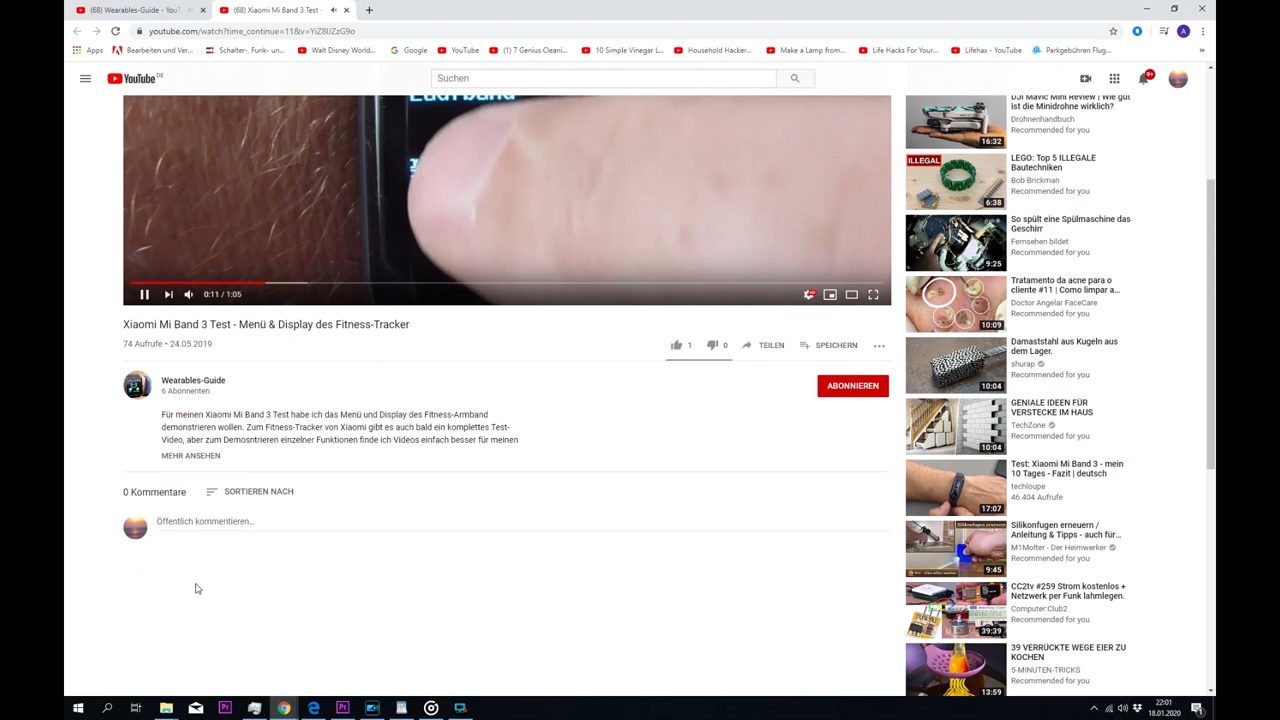 (68) Wearables-Guide - YouT
(68) Xiaomi Mi Band 3 Test -
youtube.com/watch?time_continue=11&v=YiZ8lJZzG9o
Apps
Bearbeiten und Ver...
Schalter-, Funk- un...
Walt Disney World...
Google
YouTube
(1) 7 Genius Cleani...
10 Simple Vinegar L...
Household Hacker...
Make a Lamp from...
Life Hacks For Your...
Lifehax - YouTube
Parkgebühren Flug...
YouTube DE
Suchen
9+
0:11 / 1:05
HD
Xiaomi Mi Band 3 Test - Menü & Display des Fitness-Tracker
74 Aufrufe • 24.05.2019
1
0
TEILEN
SPEICHERN
Wearables-Guide
6 Abonnenten
ABONNIEREN
Für meinen Xiaomi Mi Band 3 Test habe ich das Menü und Display des Fitness-Armband
demonstrieren wollen. Zum Fitness-Tracker von Xiaomi gibt es auch bald ein komplettes Test-
Video, aber zum Demosntrieren einzelner Funktionen finde ich Videos einfach besser für meinen
MEHR ANSEHEN
0 Kommentare
SORTIEREN NACH
Öffentlich kommentieren...
DJI Mavic Mini Review | Wie gut
ist die Minidrohne wirklich?
Drohnenhandbuch
Recommended for you
16:32
ILLEGAL
LEGO: Top 5 ILLEGALE
Bautechniken
Bob Brickman
Recommended for you
6:38
So spült eine Spülmaschine das
Geschirr
Fernsehen bildet
Recommended for you
9:25
Tratamento da acne para o
cliente #11 | Como limpar a...
Doctor Angelar FaceCare
Recommended for you
10:09
Damaststahl aus Kugeln aus
dem Lager.
shurap
Recommended for you
10:04
GENIALE IDEEN FÜR
VERSTECKE IM HAUS
TechZone
Recommended for you
10:04
Test: Xiaomi Mi Band 3 - mein
10 Tages - Fazit | deutsch
techloupe
46.404 Aufrufe
17:07
Silikonfugen erneuern
Silikonfugen erneuern /
Anleitung & Tipps - auch für...
M1Molter - Der Heimwerker
Recommended for you
9:45
CC2tv #259 Strom kostenlos +
Netzwerk per Funk lahmlegen.
Computer:Club2
Recommended for you
39:39
39 VERRÜCKTE WEGE EIER ZU
KOCHEN
5-MINUTEN-TRICKS
Recommended for you
13:59
22:01
18.01.2020